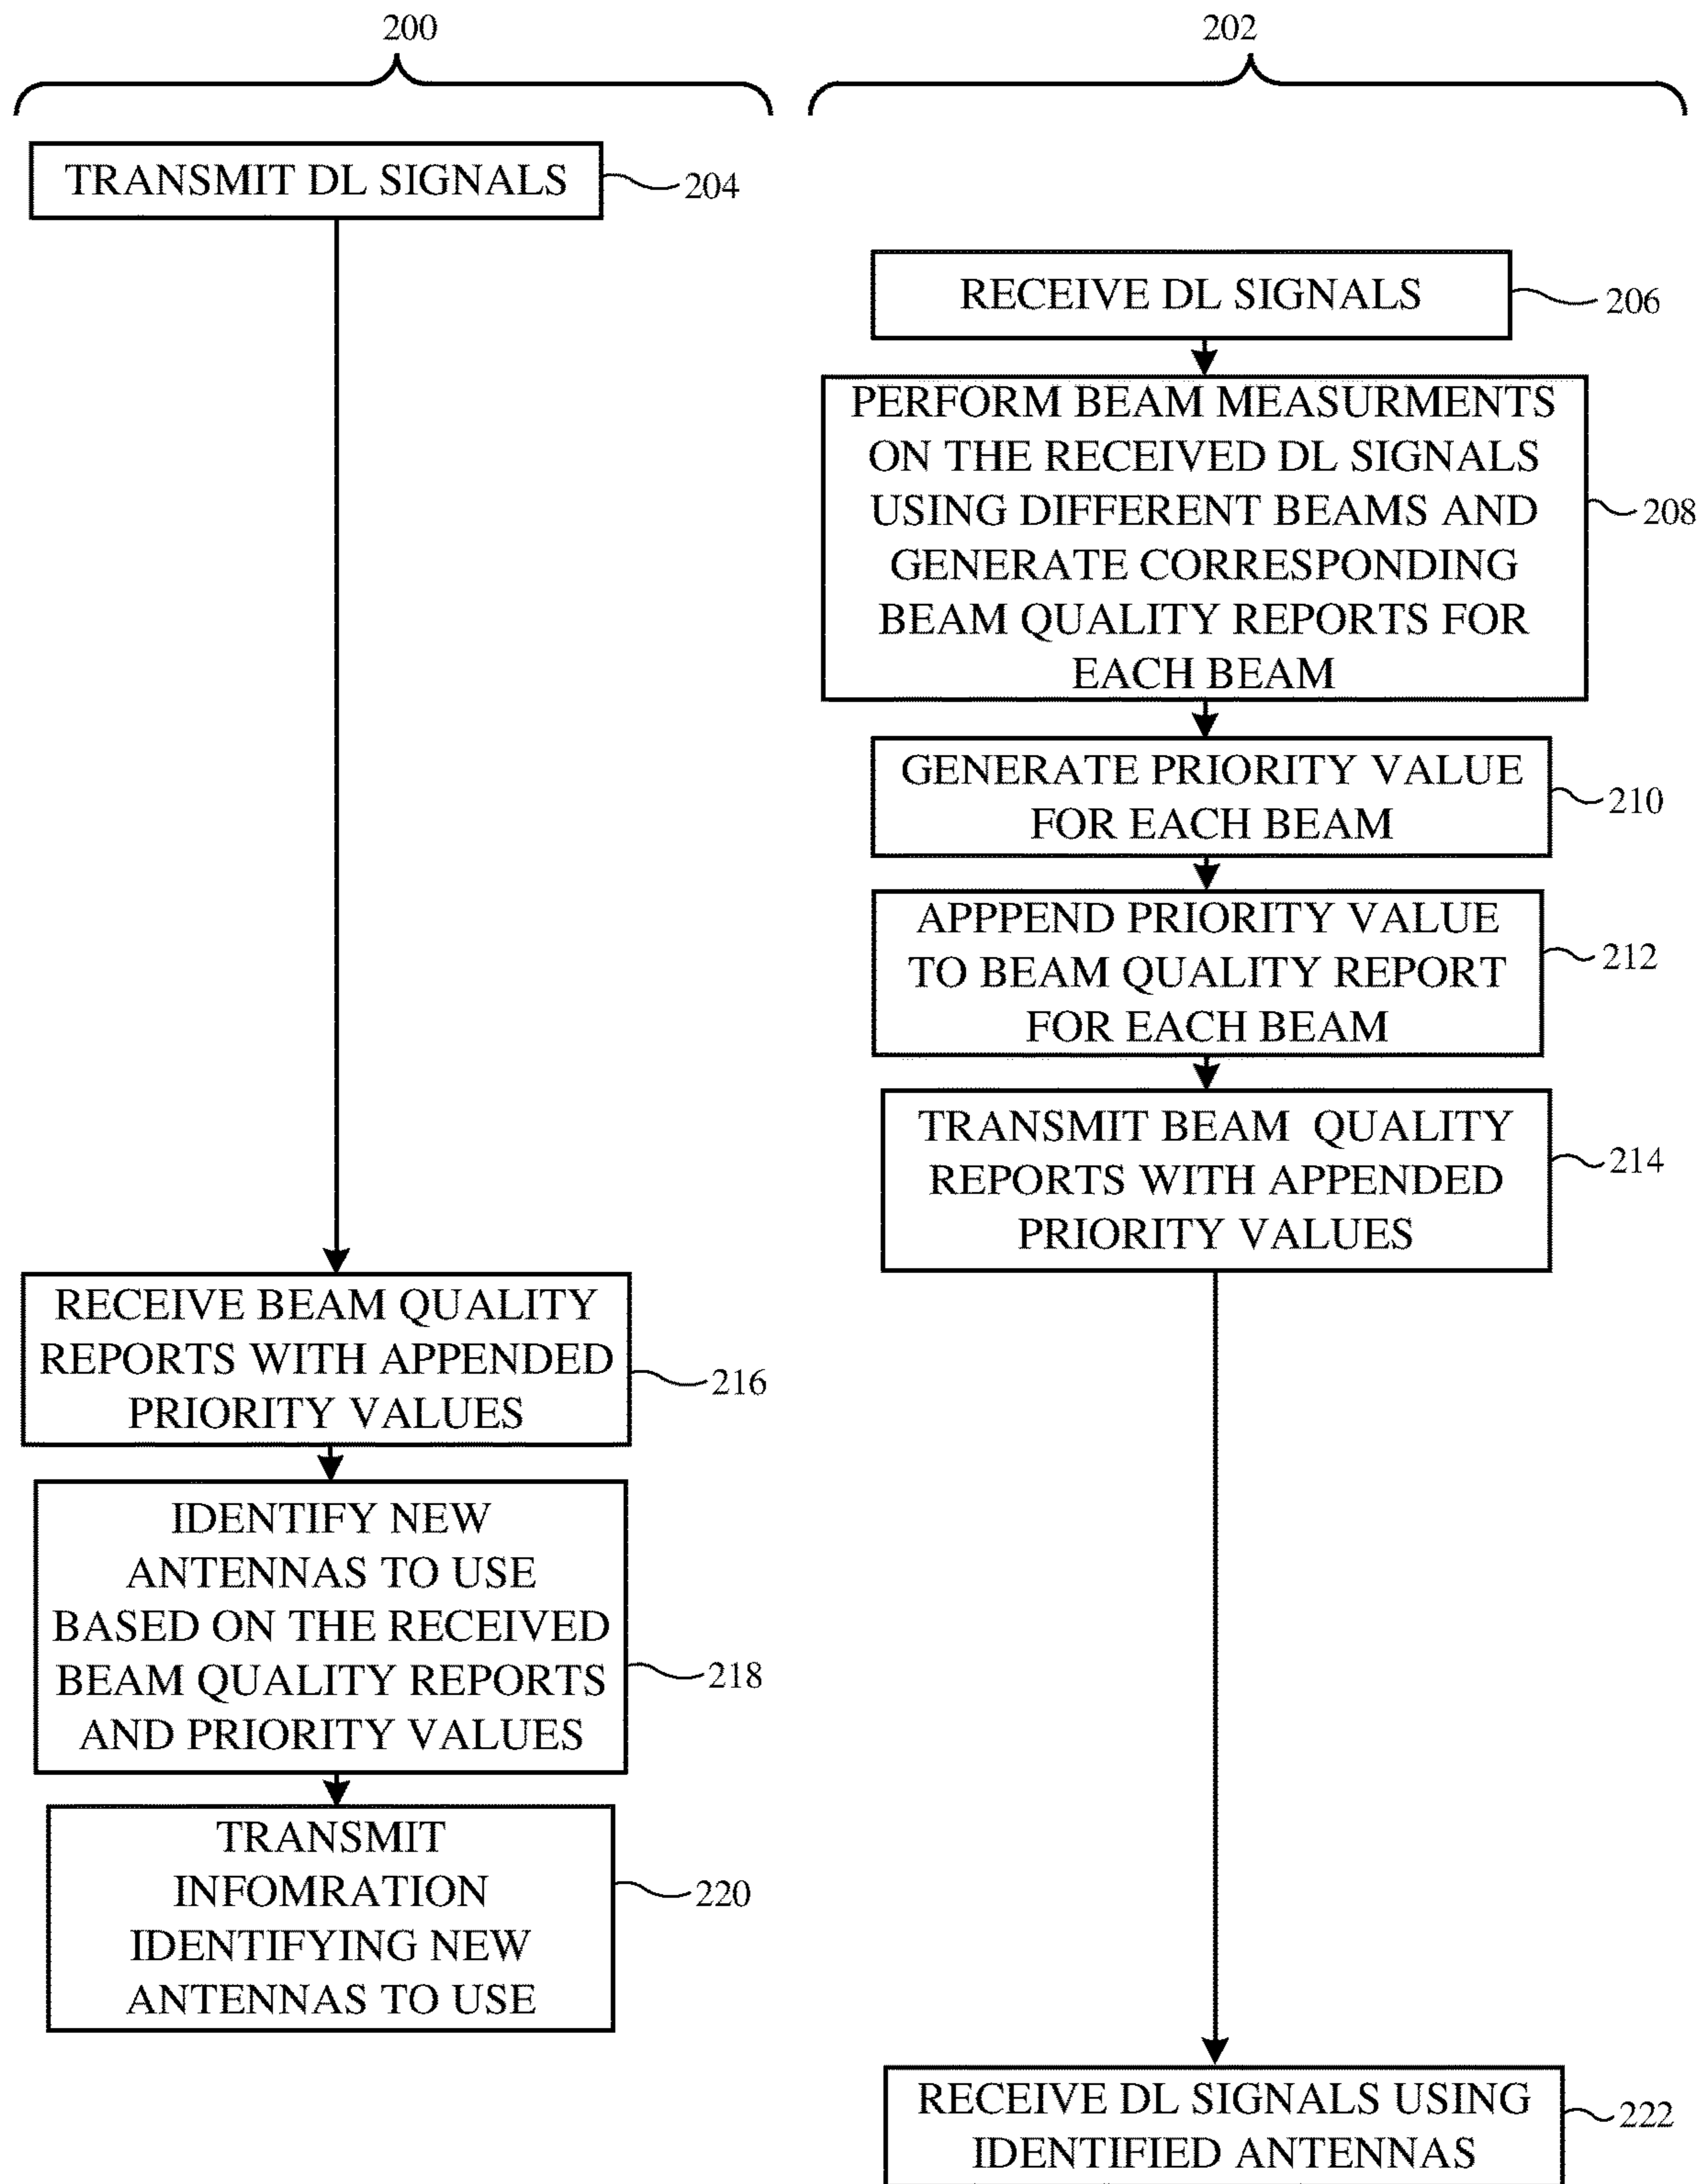 200
202
TRANSMIT DL SIGNALS
204
RECEIVE DL SIGNALS
206
PERFORM BEAM MEASURMENTS
ON THE RECEIVED DL SIGNALS
USING DIFFERENT BEAMS AND
GENERATE CORRESPONDING
BEAM QUALITY REPORTS FOR
EACH BEAM
208
GENERATE PRIORITY VALUE
FOR EACH BEAM
210
APPPEND PRIORITY VALUE
TO BEAM QUALITY REPORT
FOR EACH BEAM
212
TRANSMIT BEAM QUALITY
REPORTS WITH APPENDED
PRIORITY VALUES
214
RECEIVE BEAM QUALITY
REPORTS WITH APPENDED
PRIORITY VALUES
216
IDENTIFY NEW
ANTENNAS TO USE
BASED ON THE RECEIVED
BEAM QUALITY REPORTS
AND PRIORITY VALUES
218
TRANSMIT
INFOMRATION
IDENTIFYING NEW
ANTENNAS TO USE
220
RECEIVE DL SIGNALS USING
IDENTIFIED ANTENNAS
222